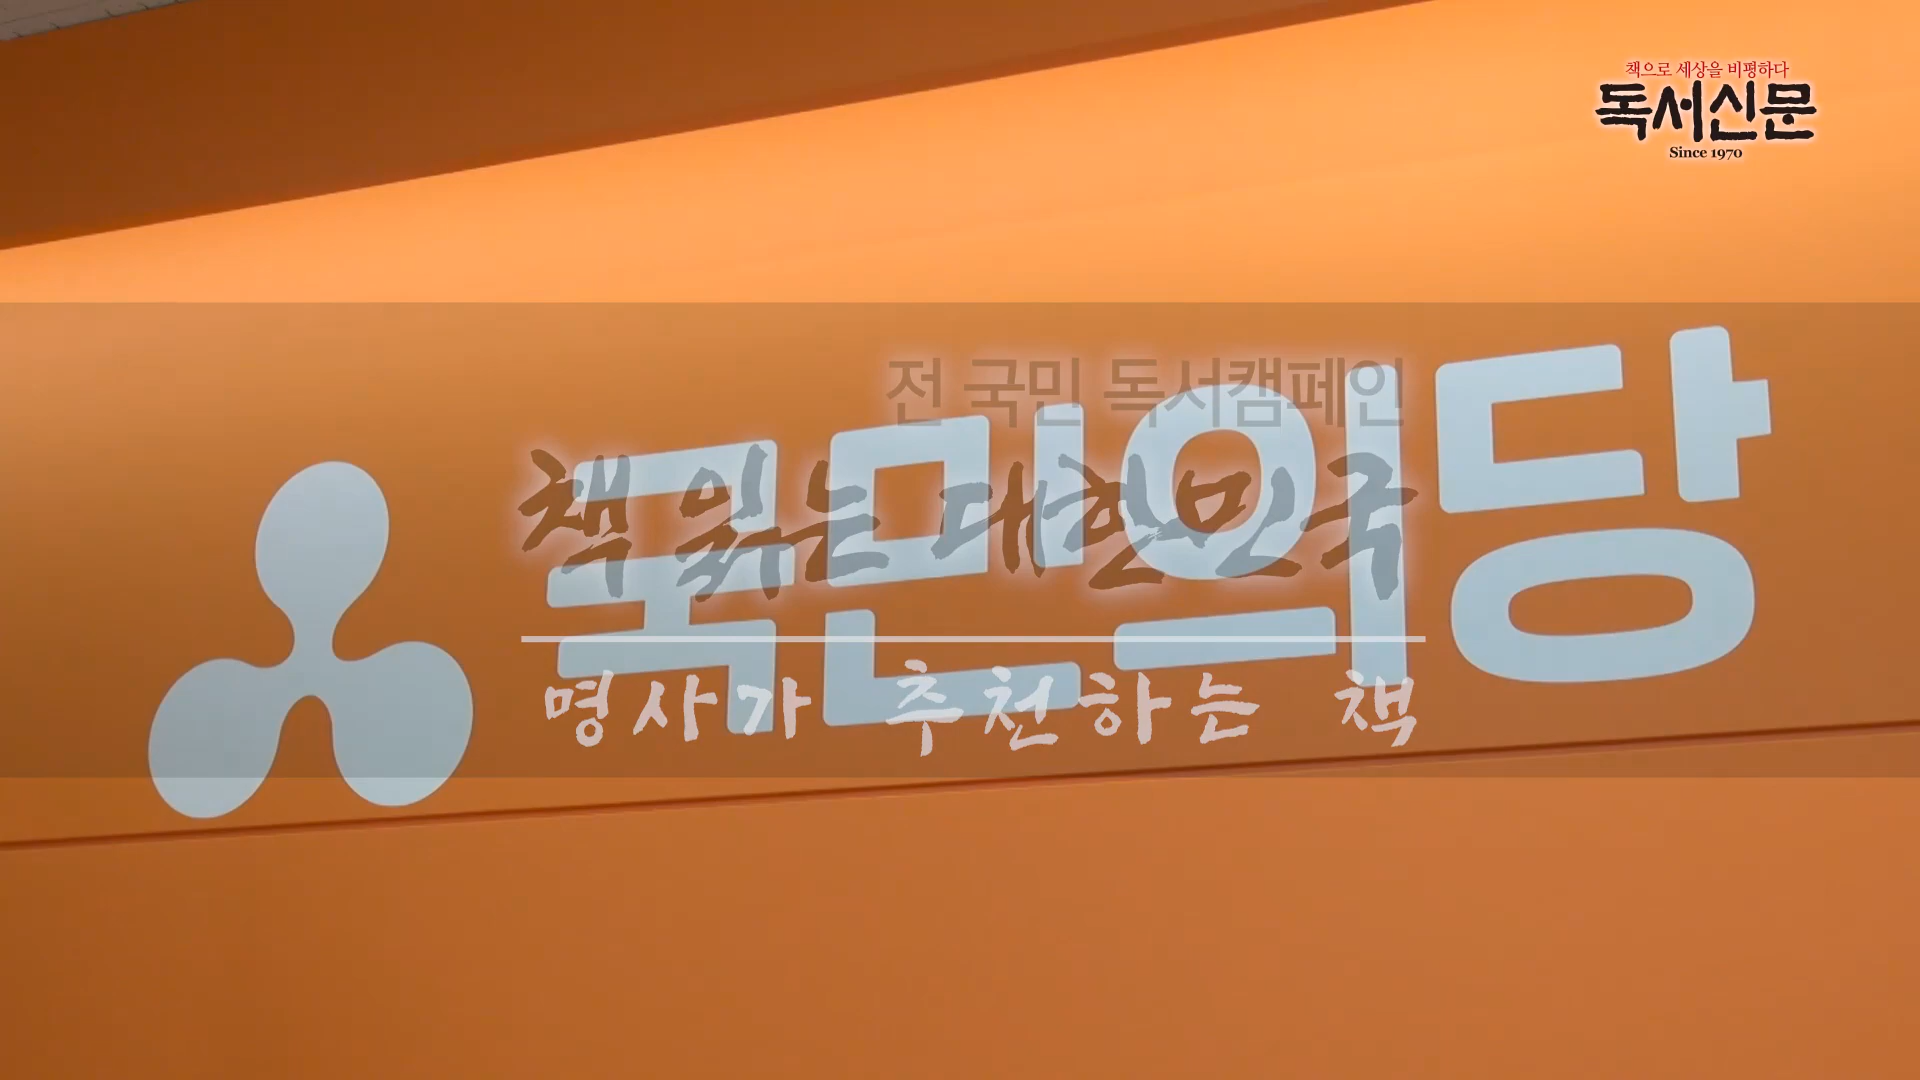 책으로 세상을 비평하다
독서신문
Since 1970
전 국민 독서캠페인
책 읽는 대한민국
국민의당
명사가 추천하는 책